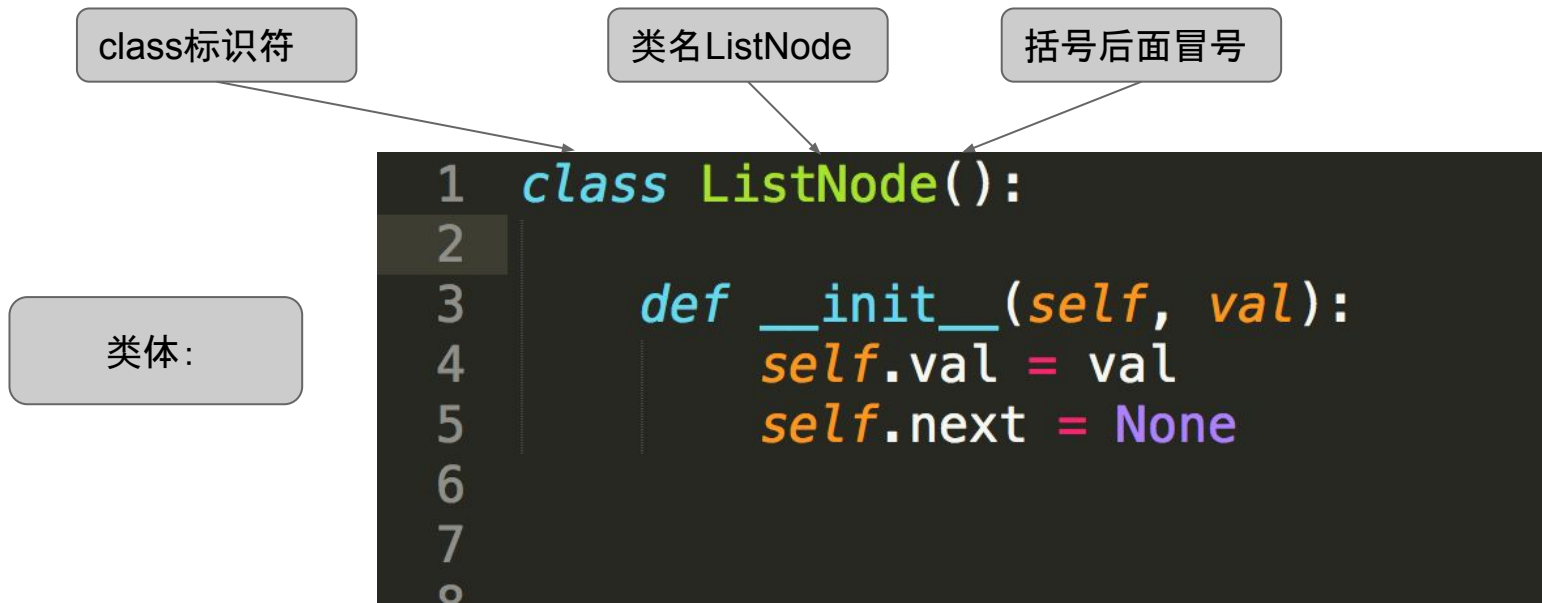 class标识符
类名ListNode
括号后面冒号
1 class ListNode():
2
3 def __init__(self, val):
类体:
4 self.val = val
5 self.next = None
6
7
8